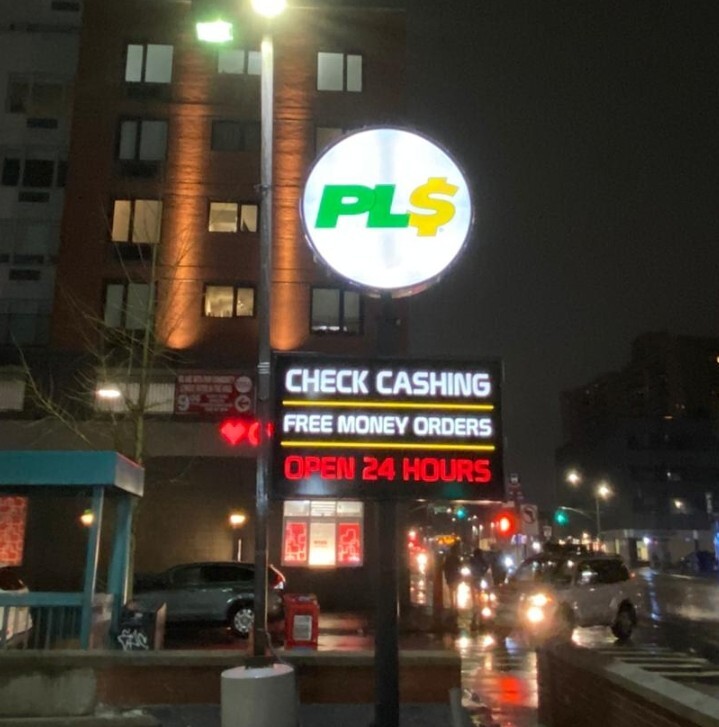 PL$
CHECK CASHING
FREE MONEY ORDERS
OPEN 24 HOURS